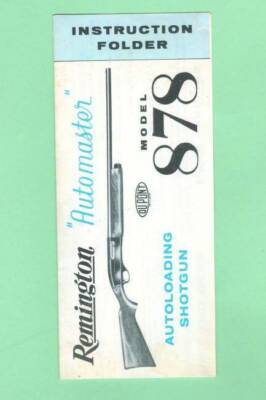 INSTRUCTION
FOLDER
Remington
"Automaster"
MODEL
878
DU PONT
AUTOLOADING
SHOTGUN